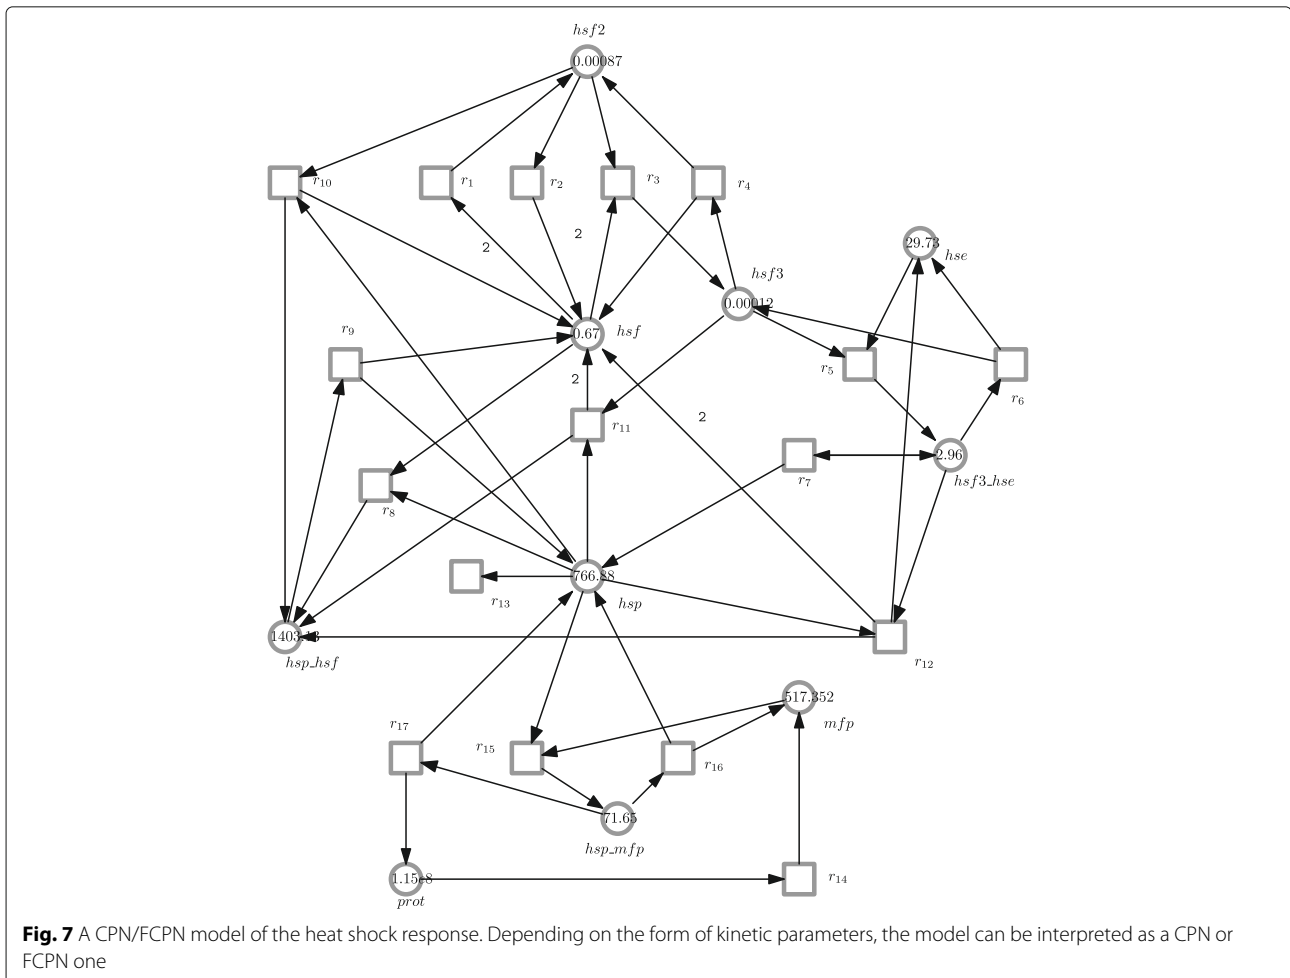 hsf2
0.00087
r10
r1
r2
r3
r4
2
2
29.73
hse
hsf3
0.00012
r9
0.67
hsf
r5
r6
2
2
r11
2.96
r7
hsf3_hse
r8
766.88
r13
hsp
hsp_hsf
r12
517.352
mfp
r17
r15
r16
71.65
hsp_mfp
r14
prot
Fig. 7 A CPN/FCPN model of the heat shock response. Depending on the form of kinetic parameters, the model can be interpreted as a CPN or
FCPN one